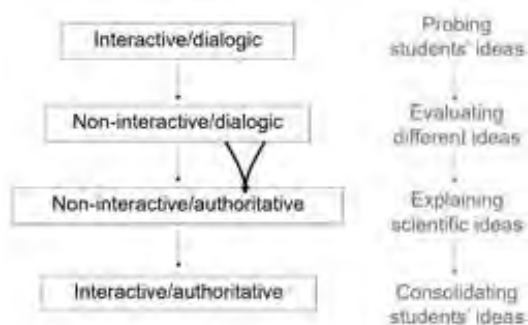 Interactive/dialogic
Probing
students' ideas
Non-interactive/dialogic
Evaluating
different ideas
Non-interactive/authoritative
Explaining
scientific ideas
Interactive/authoritative
Consolidating
students' ideas